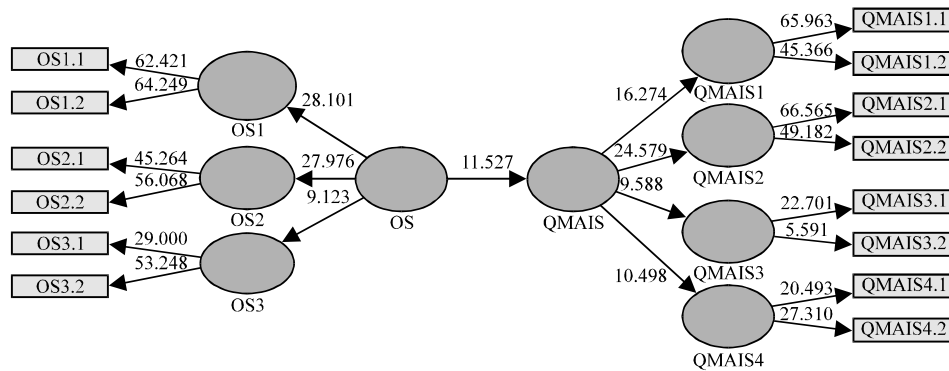 OS1.1
62.421
OS1.2
64.249
OS1
28.101
OS2.1
45.264
OS2.2
56.068
OS2
27.976
OS3.1
29.000
OS3.2
53.248
OS3
9.123
OS
11.527
QMAIS
16.274
QMAIS1
65.963
QMAIS1.1
45.366
QMAIS1.2
24.579
QMAIS2
66.565
QMAIS2.1
49.182
QMAIS2.2
9.588
QMAIS3
22.701
QMAIS3.1
5.591
QMAIS3.2
10.498
QMAIS4
20.493
QMAIS4.1
27.310
QMAIS4.2